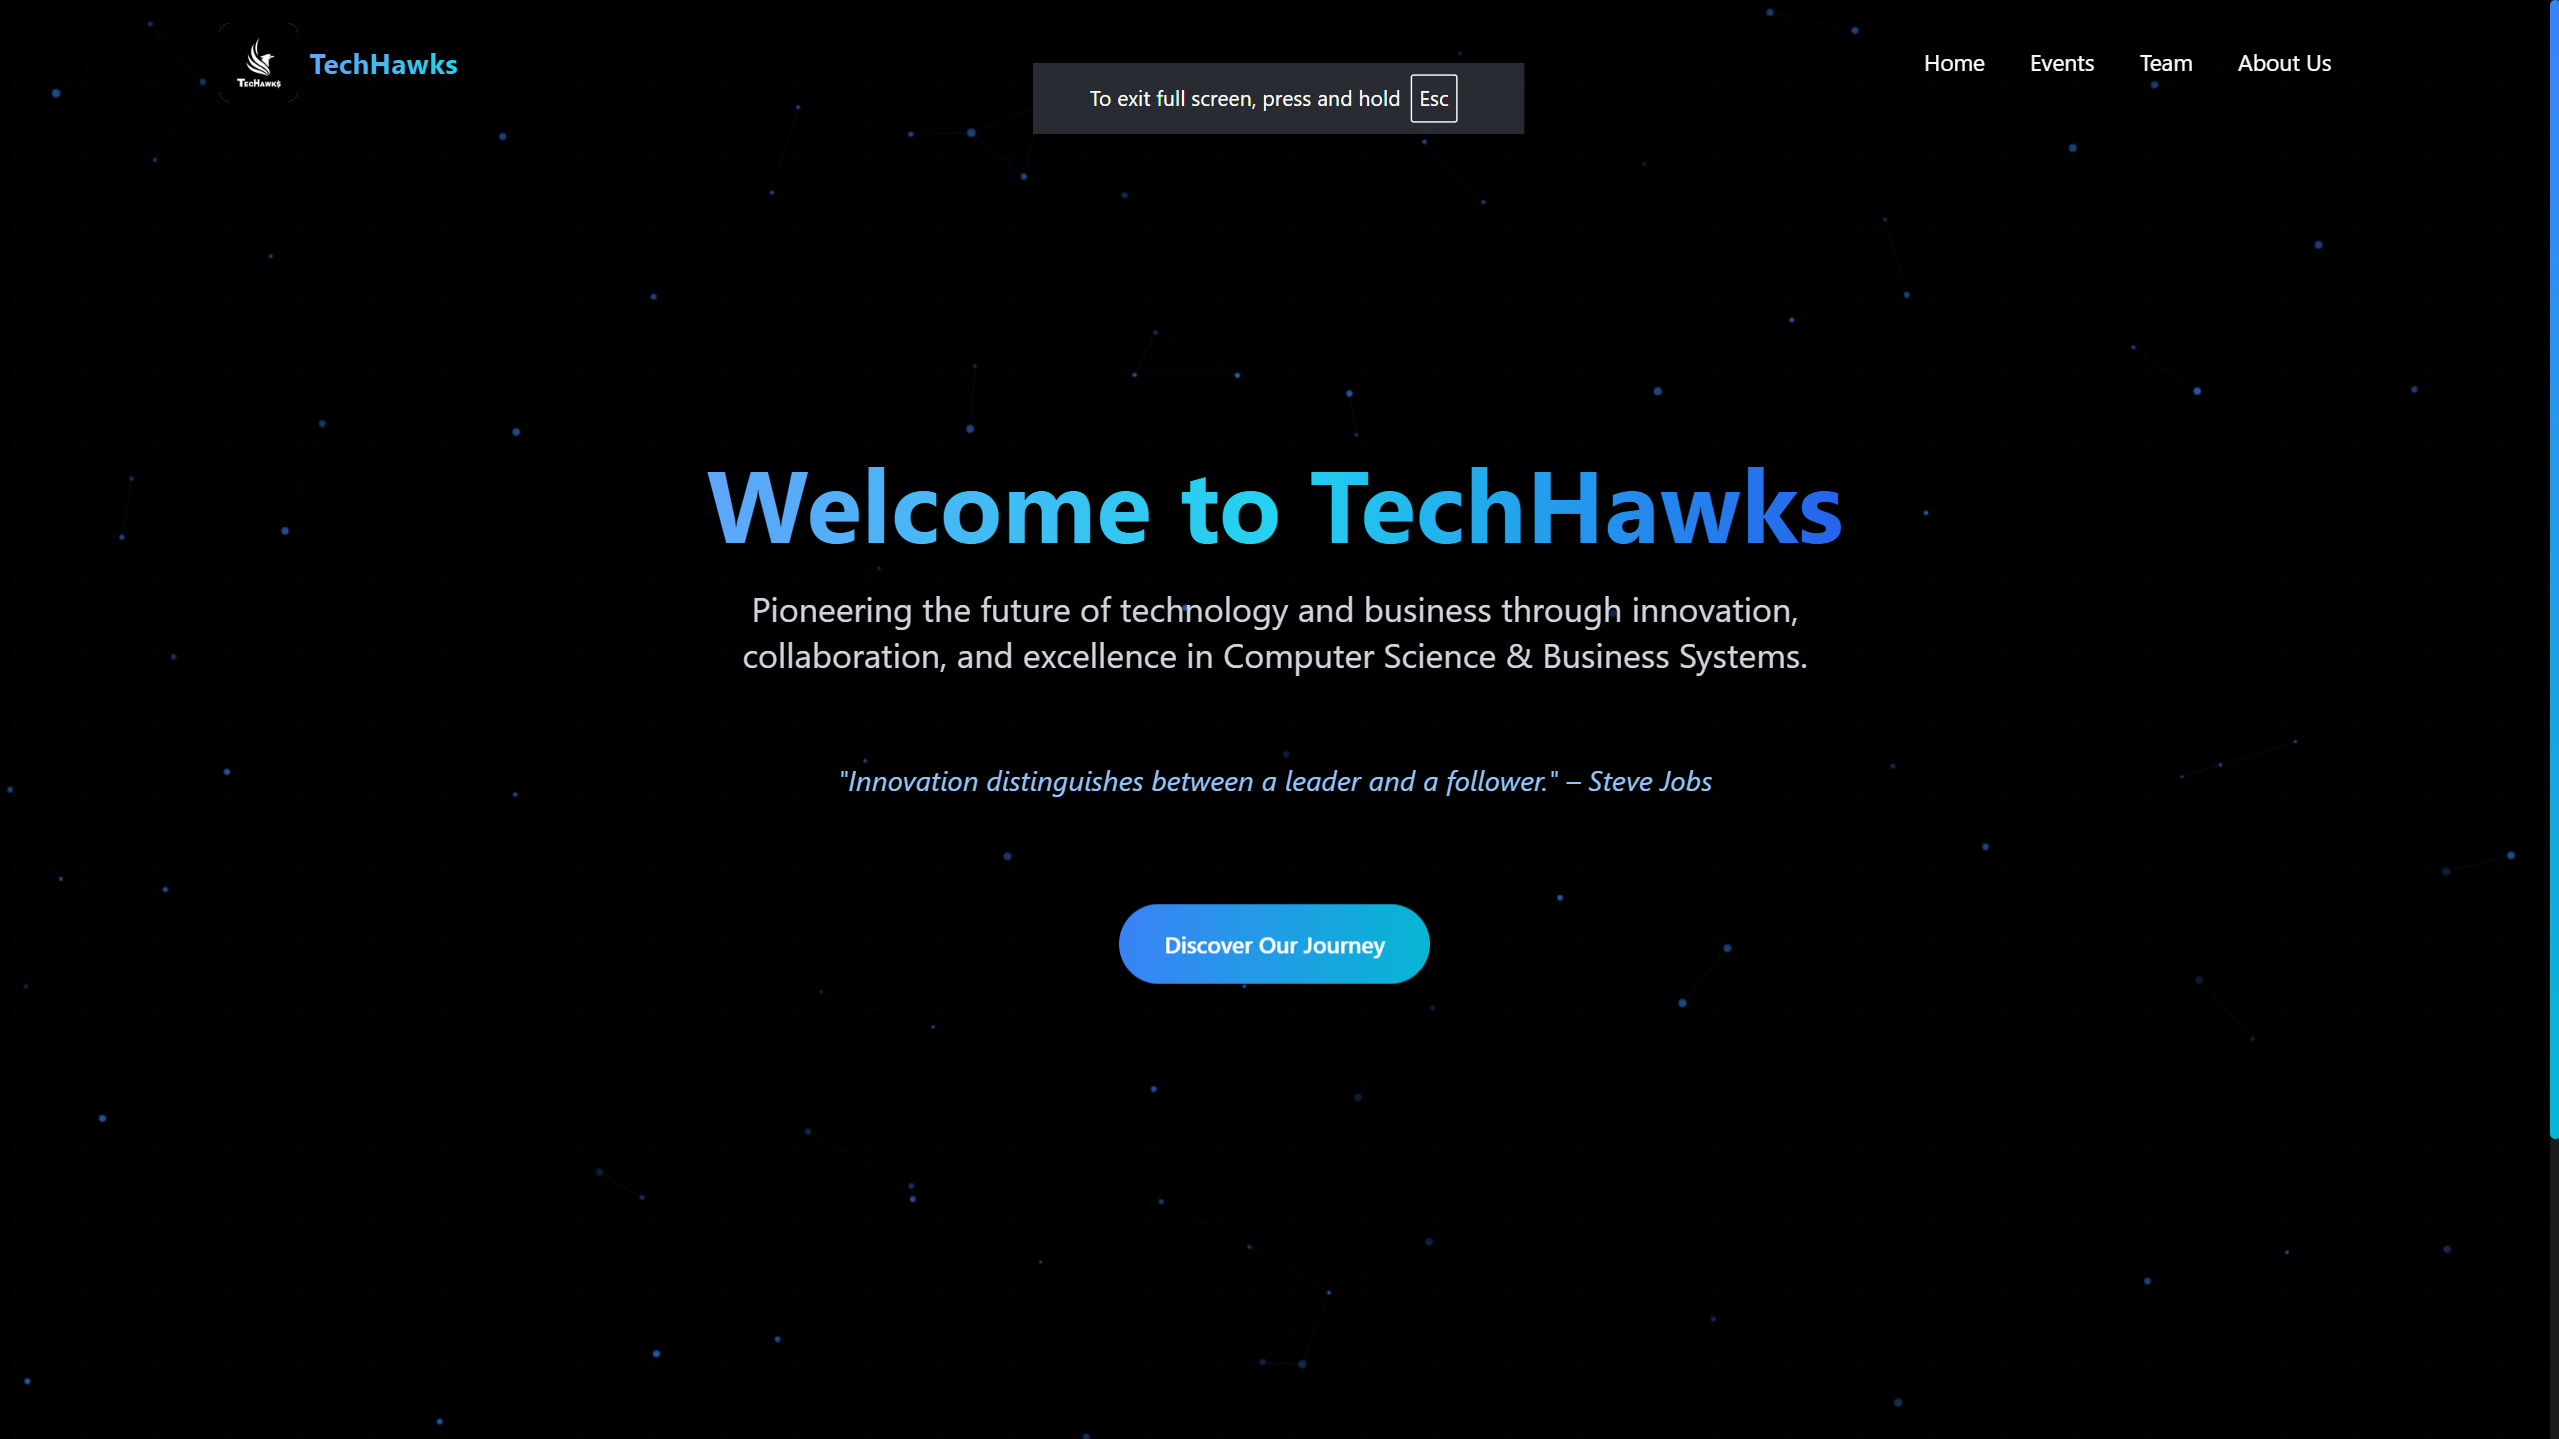 TECHAWKS
TechHawks
Home
Events
Team
About Us
To exit full screen, press and hold Esc
Welcome to TechHawks
Pioneering the future of technology and business through innovation,
collaboration, and excellence in Computer Science & Business Systems.
"Innovation distinguishes between a leader and a follower." – Steve Jobs
Discover Our Journey